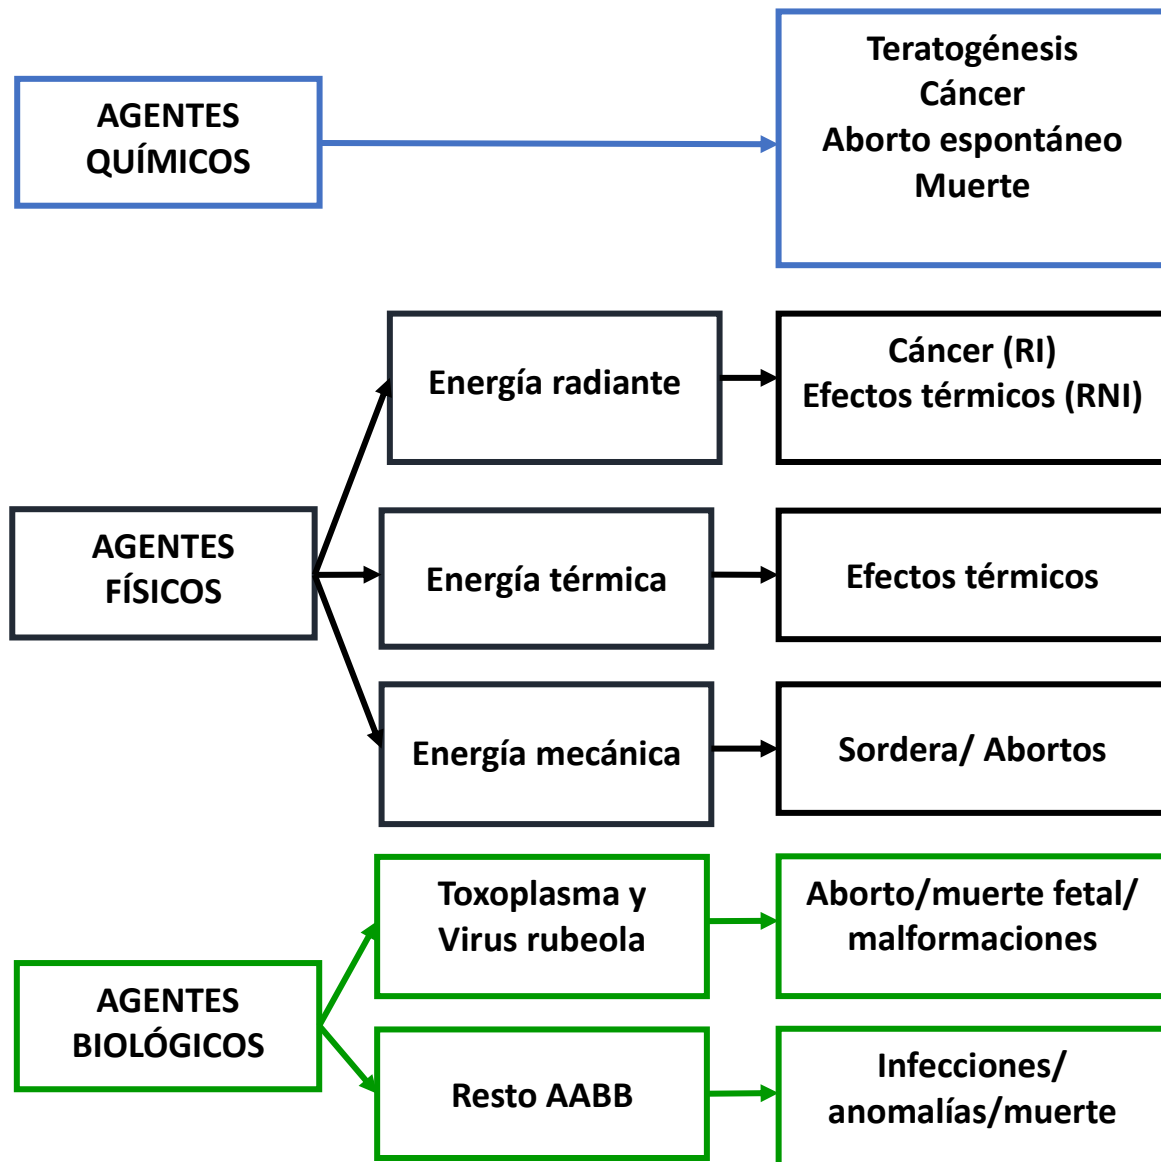 AGENTES
QUÍMICOS
Teratogénesis
Cáncer
Aborto espontáneo
Muerte
AGENTES
FÍSICOS
Energía radiante
Cáncer (RI)
Efectos térmicos (RNI)
Energía térmica
Efectos térmicos
Energía mecánica
Sordera/ Abortos
AGENTES
BIOLÓGICOS
Toxoplasma y
Virus rubeola
Aborto/muerte fetal/
malformaciones
Resto AABB
Infecciones/
anomalías/muerte